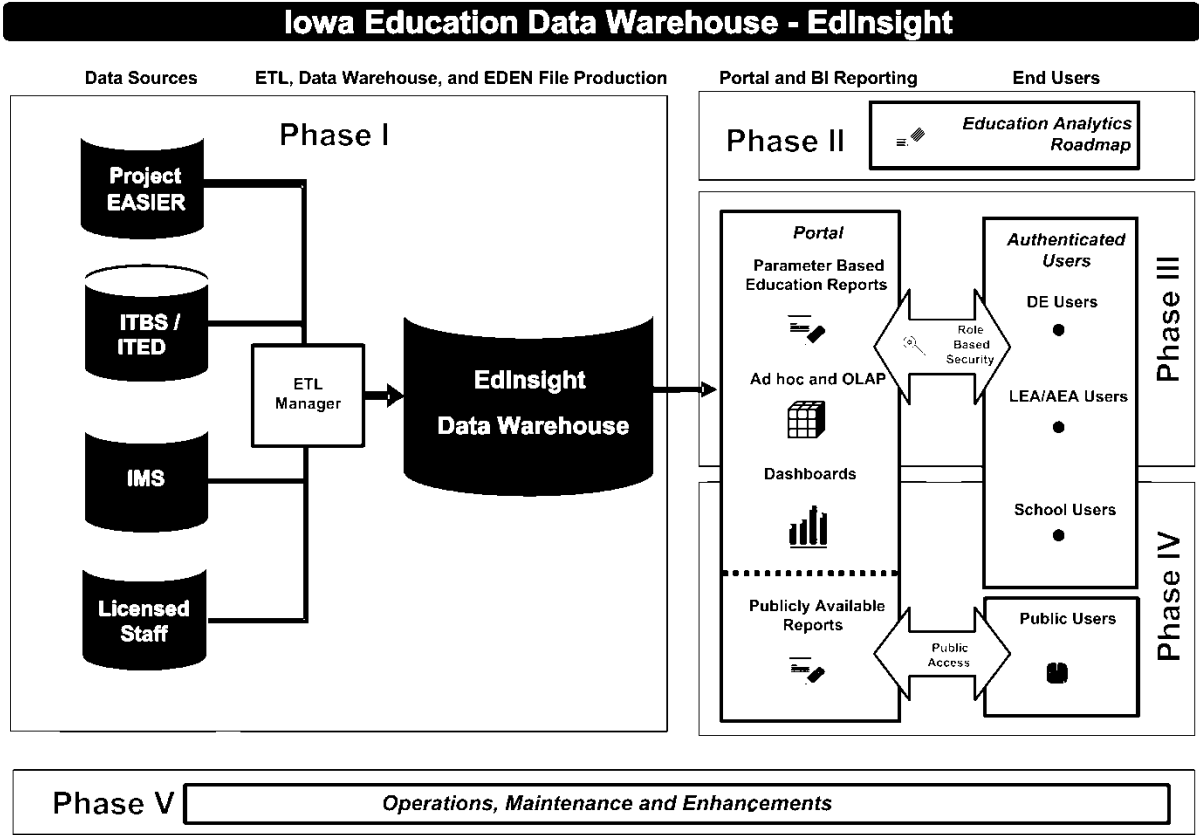 Iowa Education Data Warehouse - EdInsight
Data Sources
ETL, Data Warehouse, and EDEN File Production
Portal and BI Reporting
End Users
Phase I
Project
EASIER
ITBS /
ITED
IMS
Licensed
Staff
ETL
Manager
EdInsight
Data Warehouse
Phase II
Education Analytics
Roadmap
Phase III
Portal
Parameter Based
Education Reports
Ad hoc and OLAP
Dashboards
Role
Based
Security
Authenticated
Users
DE Users
LEA/AEA Users
School Users
Phase IV
Publicly Available
Reports
Public
Access
Public Users
Phase V
Operations, Maintenance and Enhancements